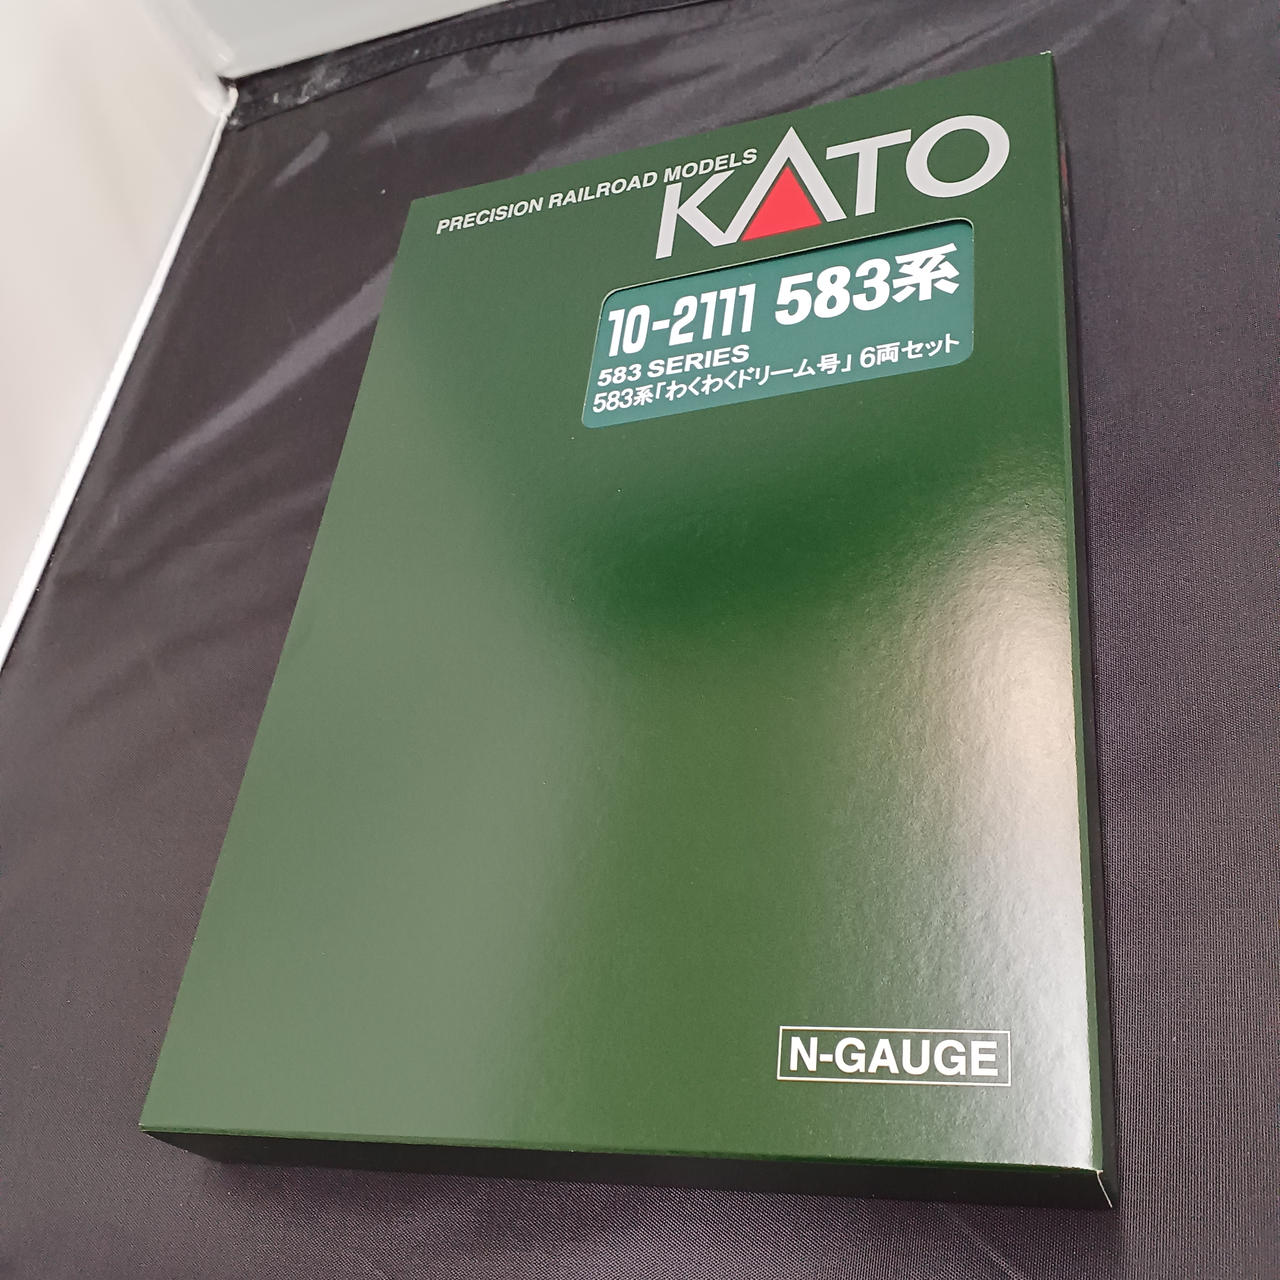 PRECISION RAILROAD MODELS
KATO
10-2111 583系
583 SERIES
583系「わくわくドリーム号」 6両セット
N-GAUGE